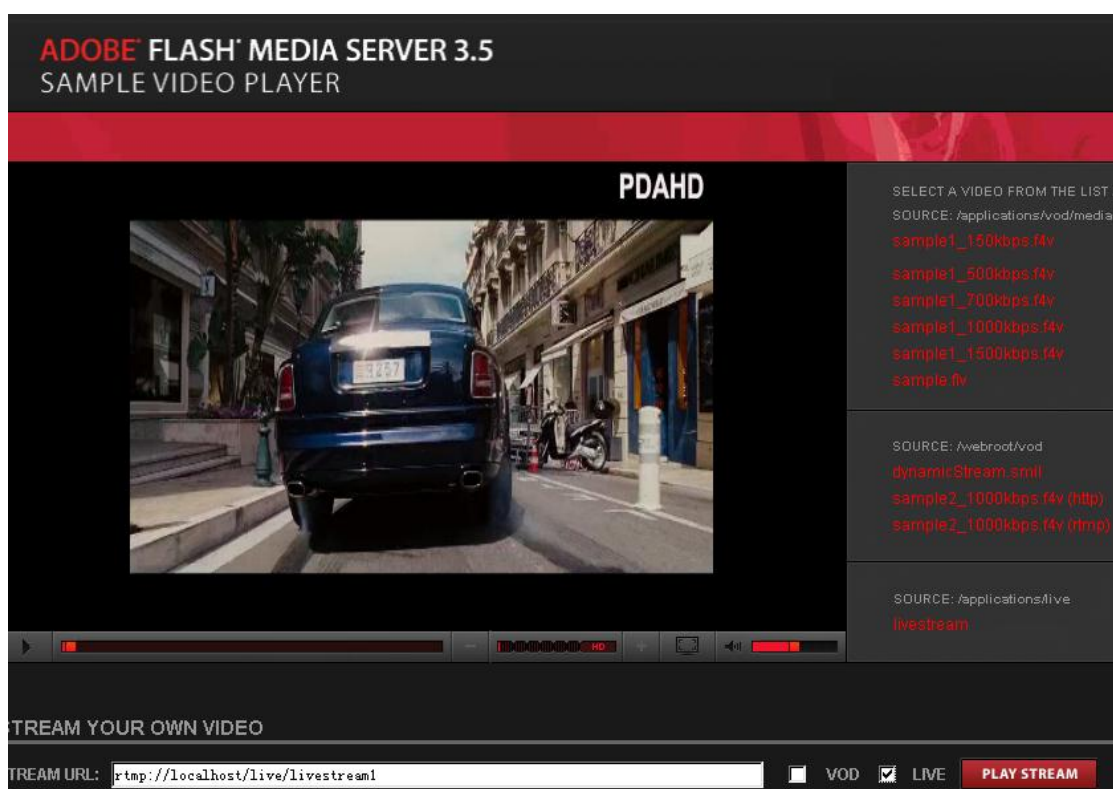 ADOBE® FLASH® MEDIA SERVER 3.5
SAMPLE VIDEO PLAYER
PDAHD
SELECT A VIDEO FROM THE LIST
SOURCE: /applications/vod/media
sample1_150kbps.f4v
sample1_500kbps.f4v
sample1_700kbps.f4v
sample1_1000kbps.f4v
sample1_1500kbps.f4v
sample.flv
SOURCE: /webroot/vod
dynamicStream.smil
sample2_1000kbps.f4v (http)
sample2_1000kbps.f4v (rtmp)
SOURCE: /applications/live
livestream
HD
TREAM YOUR OWN VIDEO
TREAM URL: rtmp://localhost/live/livestream1 VOD LIVE PLAY STREAM